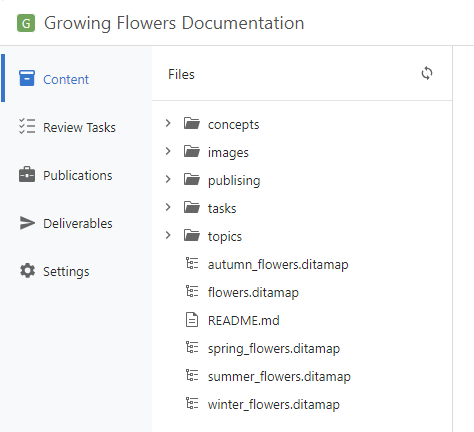 G Growing Flowers Documentation
Content
Review Tasks
Publications
Deliverables
Settings
Files
concepts
images
publising
tasks
topics
autumn_flowers.ditamap
flowers.ditamap
README.md
spring_flowers.ditamap
summer_flowers.ditamap
winter_flowers.ditamap